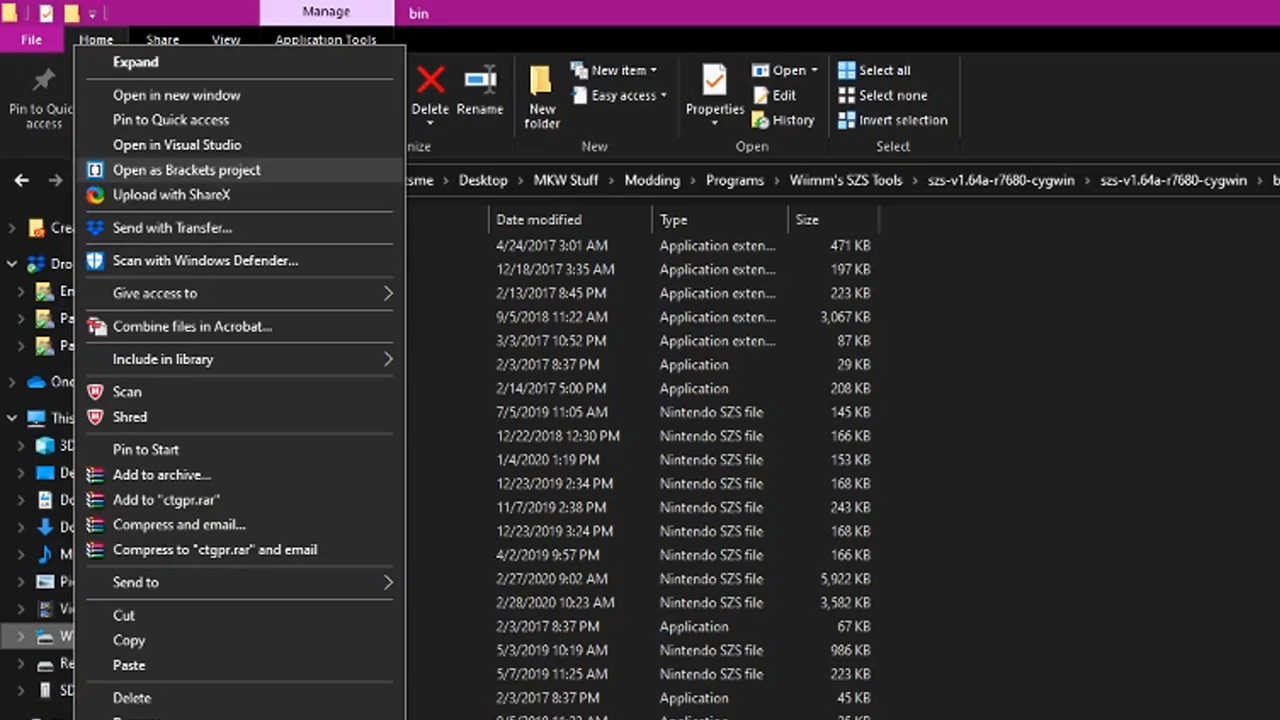 Manage
bin
File
Home
Share
View
Application Tools
Pin to Quick
access
Delete
Rename
New
folder
New item
Easy access
Properties
Open
Edit
History
Select all
Select none
Invert selection
nize
New
Open
Select
Desktop
MKW Stuff
Modding
Programs
Wiimm's SZS Tools
szs-v1.64a-r7680-cygwin
szs-v1.64a-r7680-cygwin
Expand
Open in new window
Pin to Quick access
Open in Visual Studio
Open as Brackets project
Upload with ShareX
Send with Transfer...
Scan with Windows Defender...
Give access to
Combine files in Acrobat...
Include in library
Scan
Shred
Pin to Start
Add to archive...
Add to "ctgpr.rar"
Compress and email...
Compress to "ctgpr.rar" and email
Send to
Cut
Copy
Paste
Delete
Cre
Dro
Er
Pa
Pa
One
This
3D
De
Do
Do
M
Pi
Vi
W
Re
SD
Date modified
Type
Size
4/24/2017 3:01 AM Application exten... 471 KB
12/18/2017 3:35 AM Application exten... 197 KB
2/13/2017 8:45 PM Application exten... 223 KB
9/5/2018 11:22 AM Application exten... 3,067 KB
3/3/2017 10:52 PM Application exten... 87 KB
2/3/2017 8:37 PM Application 29 KB
2/14/2017 5:00 PM Application 208 KB
7/5/2019 11:05 AM Nintendo SZS file 145 KB
12/22/2018 12:30 PM Nintendo SZS file 166 KB
1/4/2020 1:19 PM Nintendo SZS file 153 KB
12/23/2019 2:34 PM Nintendo SZS file 168 KB
11/7/2019 2:38 PM Nintendo SZS file 243 KB
12/23/2019 3:24 PM Nintendo SZS file 168 KB
4/2/2019 9:57 PM Nintendo SZS file 166 KB
2/27/2020 9:02 AM Nintendo SZS file 5,922 KB
2/28/2020 10:23 AM Nintendo SZS file 3,582 KB
2/3/2017 8:37 PM Application 67 KB
5/3/2019 10:19 AM Nintendo SZS file 986 KB
5/7/2019 11:25 AM Nintendo SZS file 223 KB
2/3/2017 8:37 PM Application 45 KB